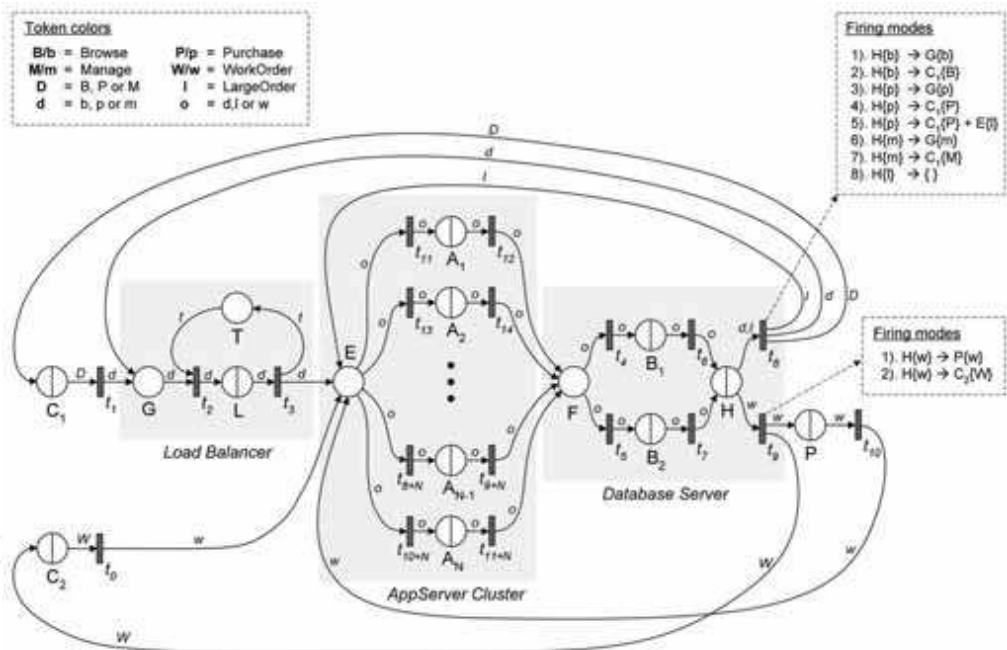 Token colors
B/b = Browse P/p = Purchase
M/m = Manage W/w = WorkOrder
D = B, P or M l = LargeOrder
d = b, p or m o = d,l or w
Firing modes
1). H{b} → G{b}
2). H{b} → C1{B}
3). H{p} → G{p}
4). H{p} → C1{P}
5). H{p} → C1{P} + E{l}
6). H{m} → G{m}
7). H{m} → C1{M}
8). H{l} → { }
D
d
l
o o
t11 A1 t12
o o
o o
t13 A2 t14
o
T
t t
E
l d D
Firing modes
1). H{w} → P{w}
2). H{w} → C2{W}
o o
t4 B1 t6
o o
d,l
t8
D d d d d
C1 t1 G t2 L t3
F
H
w w w
t9 P t10
o o
t5 B2 t7
o o
Load Balancer
Database Server
o o
t8+N AN-1 t9+N
o o
o o
t10+N AN t11+N
W w
C2 t0
w
W
w
AppServer Cluster
W